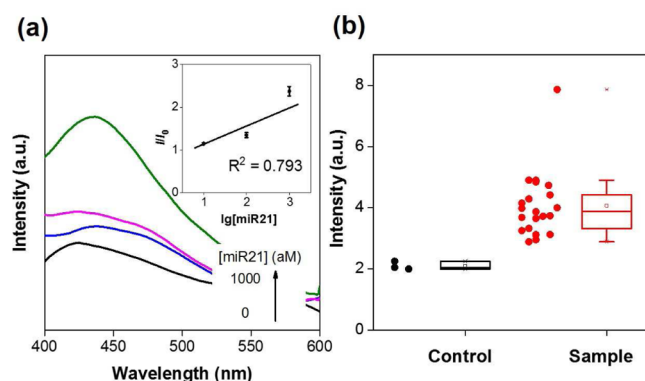 (a)
Intensity (a.u.)
400
450
500
550
600
Wavelength (nm)
I/I0
3
2
1
0
1
2
3
lg[miR21]
R² = 0.793
[miR21] (aM)
1000
0
(b)
Intensity (a.u.)
8
6
4
2
0
Control
Sample